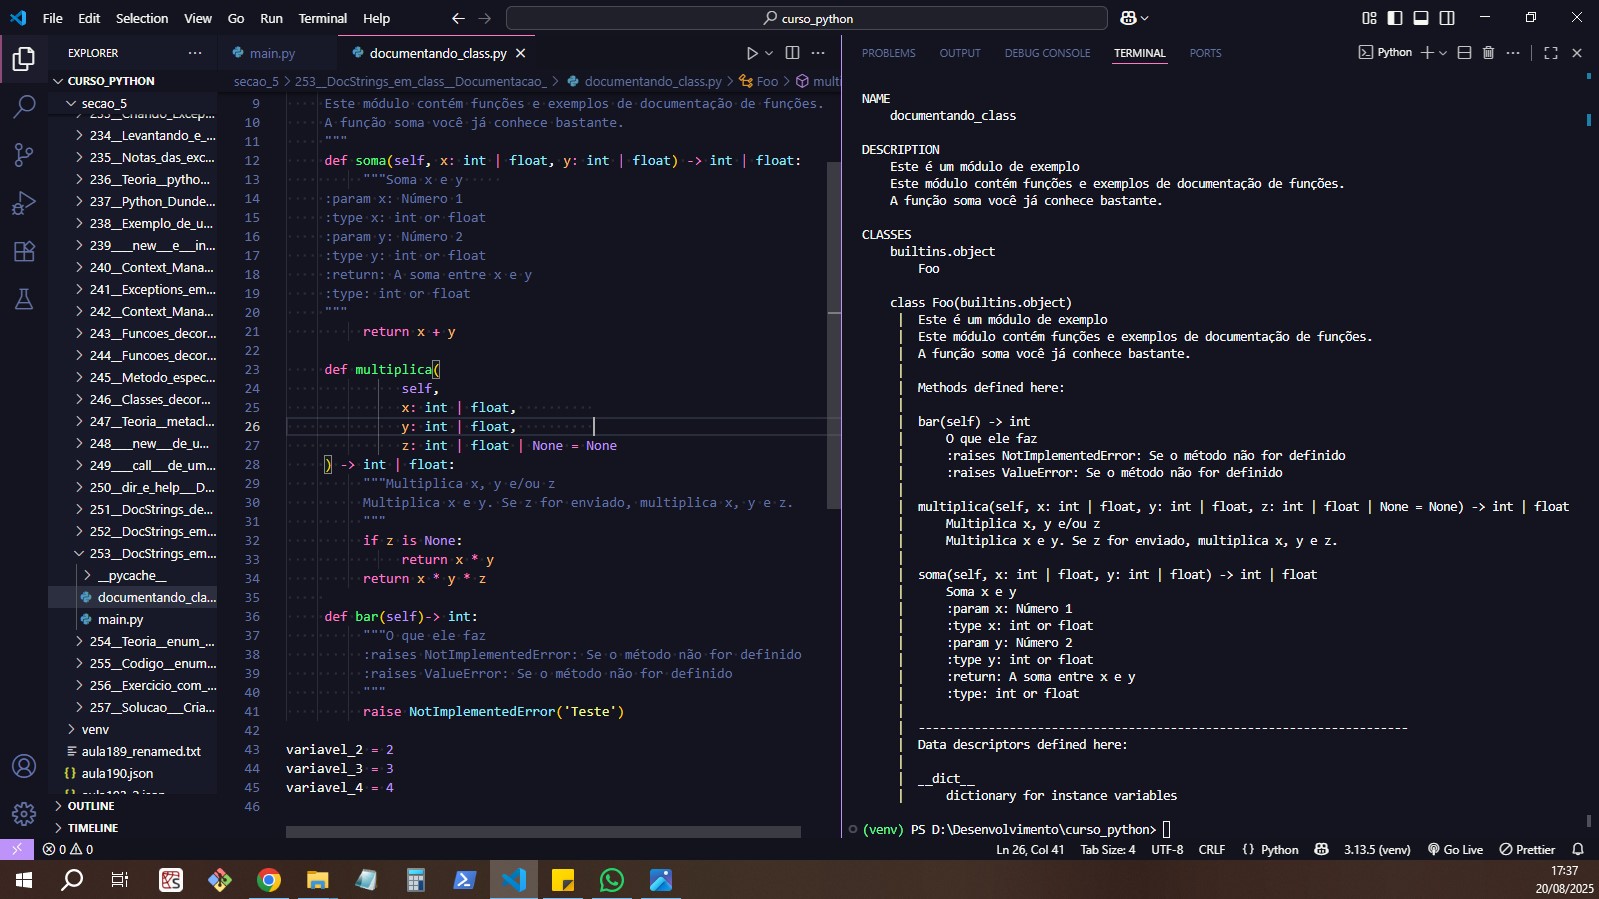 File Edit Selection View Go Run Terminal Help
curso_python
EXPLORER
CURSO_PYTHON
secao_5
234__Levantando_e_...
235__Notas_das_exc...
236__Teoria__pytho...
237__Python_Dunde...
238__Exemplo_de_u...
239___new__e__in...
240__Context_Mana...
241__Exceptions_em...
242__Context_Mana...
243__Funcoes_decor...
244__Funcoes_decor...
245__Metodo_espec...
246__Classes_decor...
247__Teoria__metacl...
248___new__de_u...
249___call__de_um...
250__dir_e_help___D...
251__DocStrings_de...
252__DocStrings_em...
253__DocStrings_em...
__pycache__
documentando_cla...
main.py
254__Teoria__enum_...
255__Codigo__enum...
256__Exercicio_com_...
257__Solucao___Cria...
venv
aula189_renamed.txt
aula190.json
OUTLINE
TIMELINE
main.py
documentando_class.py
secao_5 > 253__DocStrings_em_class__Documentacao_ > documentando_class.py > Foo > multi
9 Este módulo contém funções e exemplos de documentação de funções.
10 A função soma você já conhece bastante.
11 """
12 def soma(self, x: int | float, y: int | float) -> int | float:
13 """Soma x e y
14 :param x: Número 1
15 :type x: int or float
16 :param y: Número 2
17 :type y: int or float
18 :return: A soma entre x e y
19 :type: int or float
20 """
21 return x + y
22
23 def multiplica(
24 self,
25 x: int | float,
26 y: int | float,
27 z: int | float | None = None
28 ) -> int | float:
29 """Multiplica x, y e/ou z
30 Multiplica x e y. Se z for enviado, multiplica x, y e z.
31 """
32 if z is None:
33 return x * y
34 return x * y * z
35
36 def bar(self)-> int:
37 """O que ele faz
38 :raises NotImplementedError: Se o método não for definido
39 :raises ValueError: Se o método não for definido
40 """
41 raise NotImplementedError('Teste')
42
43 variavel_2 = 2
44 variavel_3 = 3
45 variavel_4 = 4
46
PROBLEMS OUTPUT DEBUG CONSOLE TERMINAL PORTS
Python
NAME
documentando_class
DESCRIPTION
Este é um módulo de exemplo
Este módulo contém funções e exemplos de documentação de funções.
A função soma você já conhece bastante.
CLASSES
builtins.object
Foo
class Foo(builtins.object)
| Este é um módulo de exemplo
| Este módulo contém funções e exemplos de documentação de funções.
| A função soma você já conhece bastante.
|
| Methods defined here:
|
| bar(self) -> int
| O que ele faz
| :raises NotImplementedError: Se o método não for definido
| :raises ValueError: Se o método não for definido
|
| multiplica(self, x: int | float, y: int | float, z: int | float | None = None) -> int | float
| Multiplica x, y e/ou z
| Multiplica x e y. Se z for enviado, multiplica x, y e z.
|
| soma(self, x: int | float, y: int | float) -> int | float
| Soma x e y
| :param x: Número 1
| :type x: int or float
| :param y: Número 2
| :type y: int or float
| :return: A soma entre x e y
| :type: int or float
|
| ----------------------------------------------------------------------
| Data descriptors defined here:
|
| __dict__
| dictionary for instance variables
(venv) PS D:\Desenvolvimento\curso_python>
0 0
Ln 26, Col 41 Tab Size: 4 UTF-8 CRLF {} Python 3.13.5 (venv) Go Live Prettier
17:37
20/08/2025